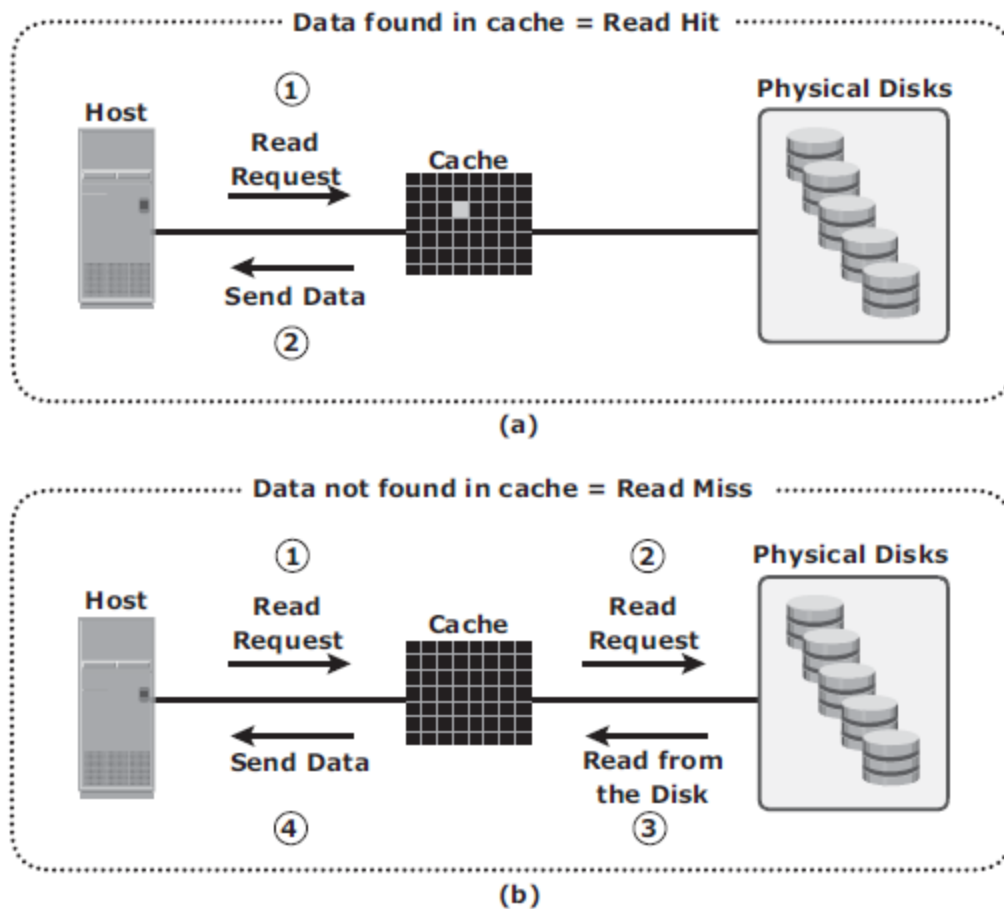 Data found in cache = Read Hit
①
Physical Disks
Host
Read
Request
Cache
Send Data
②
(a)
Data not found in cache = Read Miss
①
②
Physical Disks
Host
Read
Request
Cache
Read
Request
Send Data
Read from
the Disk
④
③
(b)